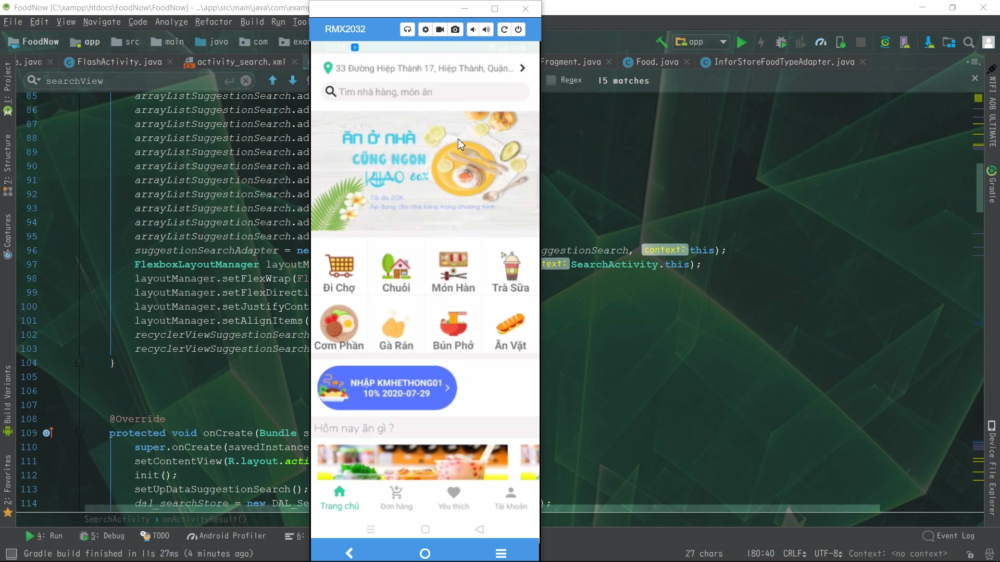 FoodNow [C:\xampp\htdocs\FoodNow\FoodNow] - ...\app\src\main\java\com\examp
File Edit View Navigate Code Analyze Refactor Build Run Too
RMX2032
FoodNow app src main java com exam
app
e.java FlashActivity.java activity_search.xml
Fragment.java Food.java InforStoreFoodTypeAdapter.java
searchView
Regex 15 matches
85 arrayListSuggestionSearch.ad
86 arrayListSuggestionSearch.ad
87 arrayListSuggestionSearch.ad
88 arrayListSuggestionSearch.ad
89 arrayListSuggestionSearch.ad
90 arrayListSuggestionSearch.ad
91 arrayListSuggestionSearch.ad
92 arrayListSuggestionSearch.ad
93 arrayListSuggestionSearch.ad
94 arrayListSuggestionSearch.ad
95 arrayListSuggestionSearch.ad
96 suggestionSearchAdapter = ne
ggestionSearch, context: this);
97 FlexboxLayoutManager layoutM
text: SearchActivity.this);
98 layoutManager.setFlexWrap(Fl
99 layoutManager.setFlexDirecti
100 layoutManager.setJustifyCont
101 layoutManager.setAlignItems(
102 recyclerViewSuggestionSearch
103 recyclerViewSuggestionSearch
104 }
105
106
107
108 @Override
109 protected void onCreate(Bundle s
110 super.onCreate(savedInstance
111 setContentView(R.layout.acti
112 init();
113 setUpDataSuggestionSearch();
114 dal_searchStore = new DAL_Se
);
SearchActivity › onActivityResult()
33 Đường Hiệp Thành 17, Hiệp Thành, Quận...
Tìm nhà hàng, món ăn
ĂN Ở NHÀ
CŨNG NGON
KHAO 60%
Tối đa 20K
Áp dụng cho nhà hàng trong chương trình
Đi Chợ Chuỗi Món Hàn Trà Sữa
Cơm Phần Gà Rán Bún Phở Ăn Vặt
NHẬP KMHETHONG01
10% 2020-07-29
Hôm nay ăn gì ?
Trang chủ Đơn hàng Yêu thích Tài khoản
1: Project
7: Structure
Captures
Build Variants
2: Favorites
WIFI ADB ULTIMATE
Gradle
Device File Explorer
4: Run 5: Debug TODO Android Profiler 6:
Event Log
Gradle build finished in 11s 27ms (4 minutes ago)
27 chars 180:40 CRLF UTF-8 Context: <no context>